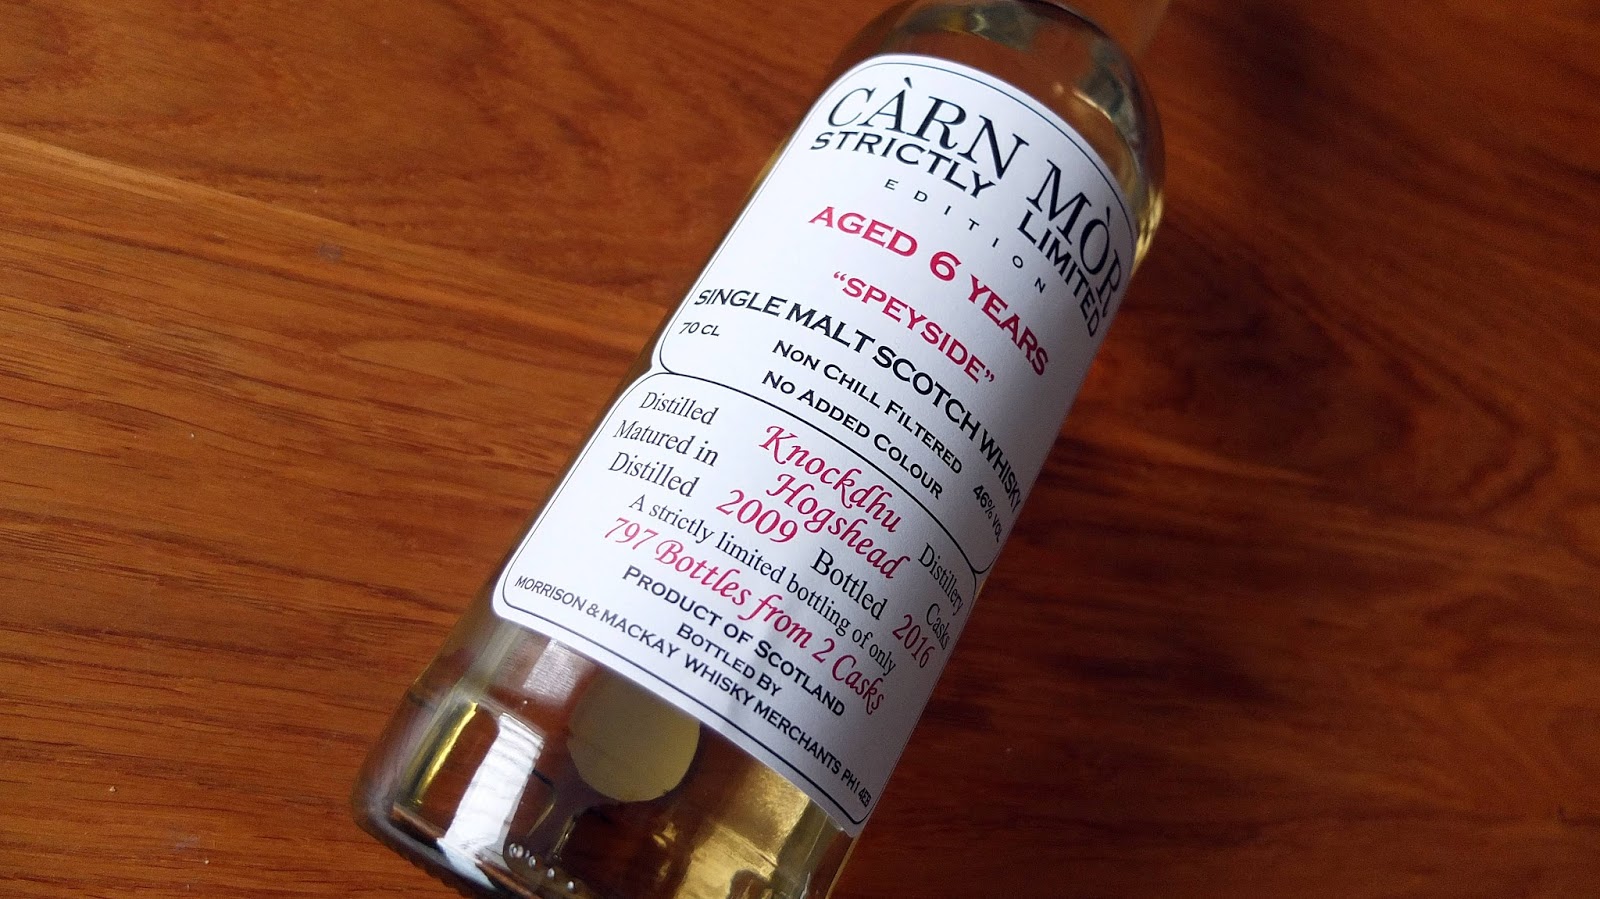 CÀRN MÒR
STRICTLY LIMITED
EDITION
AGED 6 YEARS
“SPEYSIDE”
SINGLE MALT SCOTCH WHISKY
70 CL NON CHILL FILTERED 46% VOL
NO ADDED COLOUR
Distilled Knockdhu Distillery
Matured in Hogshead Casks
Distilled 2009 Bottled 2016
A strictly limited bottling of only
797 Bottles from 2 Casks
PRODUCT OF SCOTLAND
BOTTLED BY
MORRISON & MACKAY WHISKY MERCHANTS PH1 4EB